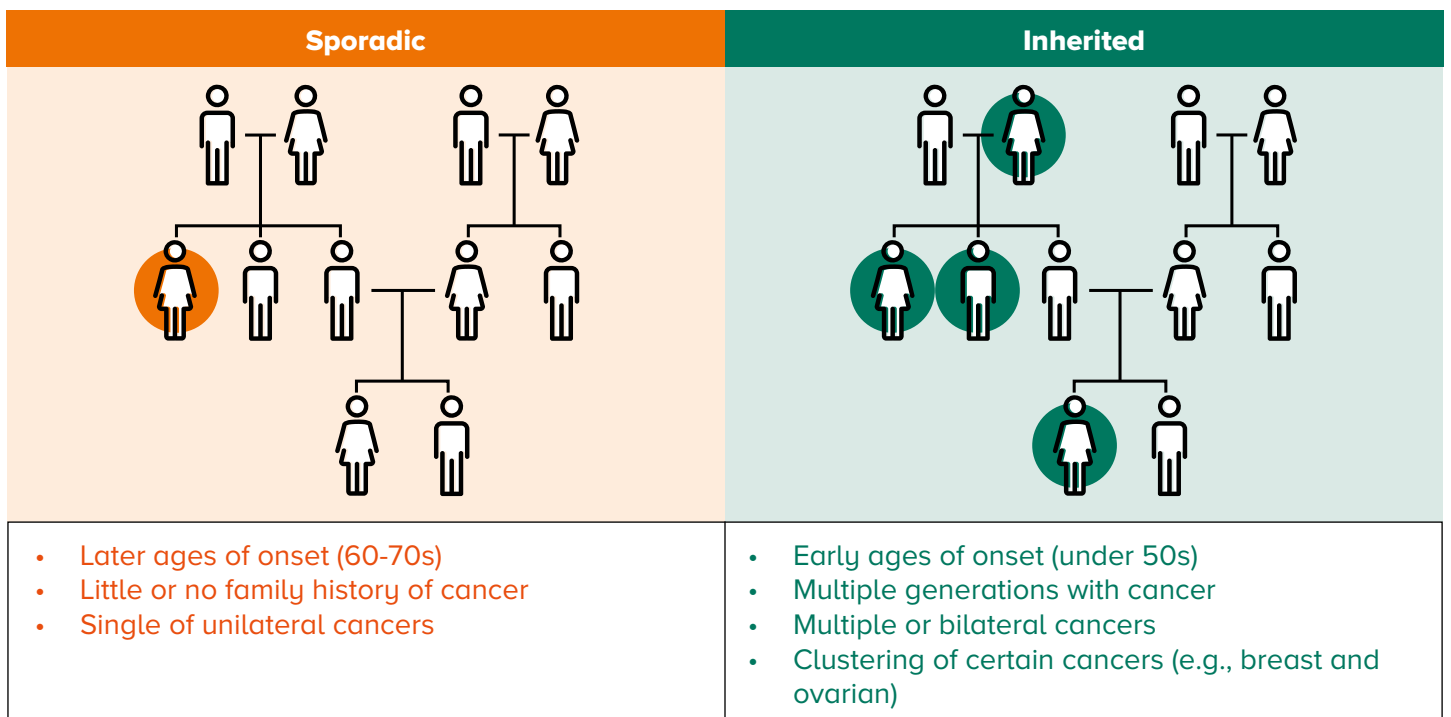 Sporadic
Inherited
• Later ages of onset (60-70s)
• Little or no family history of cancer
• Single of unilateral cancers
• Early ages of onset (under 50s)
• Multiple generations with cancer
• Multiple or bilateral cancers
• Clustering of certain cancers (e.g., breast and
ovarian)